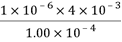 1 × 10⁻⁶ × 4 × 10⁻³
1.00 × 10⁻⁴